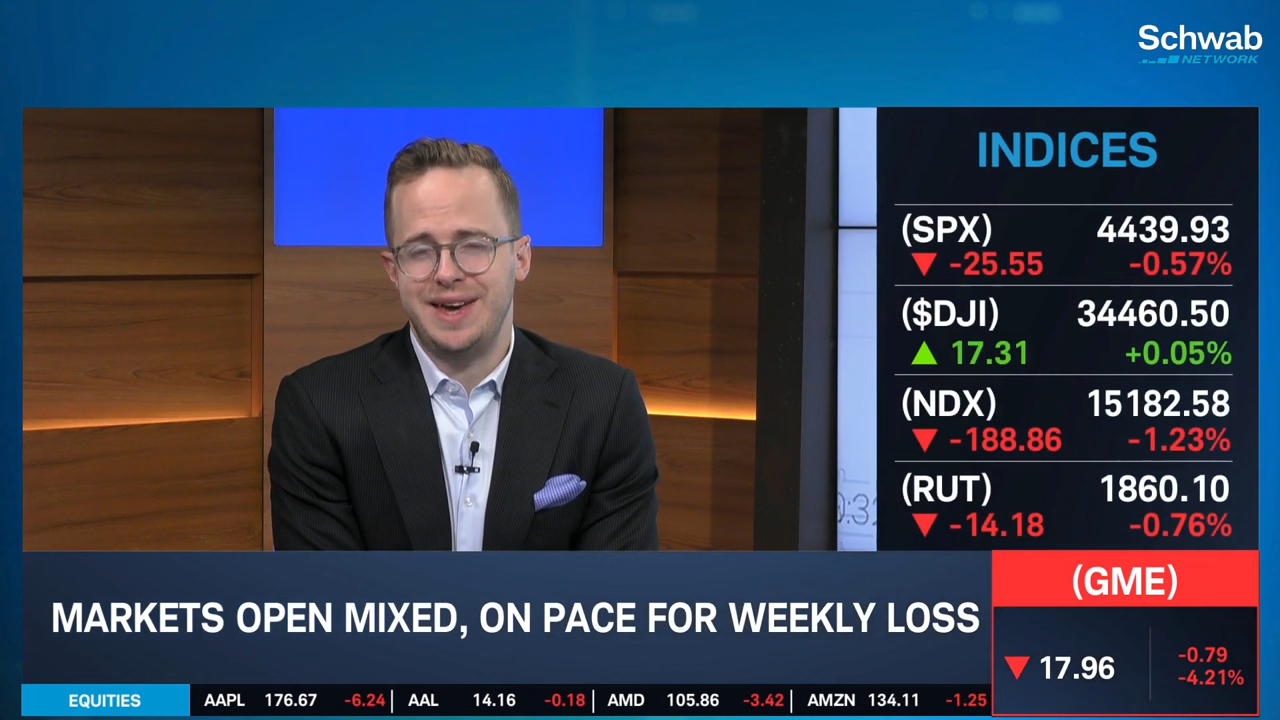 Schwab
NETWORK
INDICES
(SPX) 4439.93
▼ -25.55 -0.57%
($DJI) 34460.50
▲ 17.31 +0.05%
(NDX) 15182.58
▼ -188.86 -1.23%
(RUT) 1860.10
▼ -14.18 -0.76%
MARKETS OPEN MIXED, ON PACE FOR WEEKLY LOSS
(GME)
▼ 17.96
-0.79
-4.21%
EQUITIES AAPL 176.67 -6.24 AAL 14.16 -0.18 AMD 105.86 -3.42 AMZN 134.11 -1.25